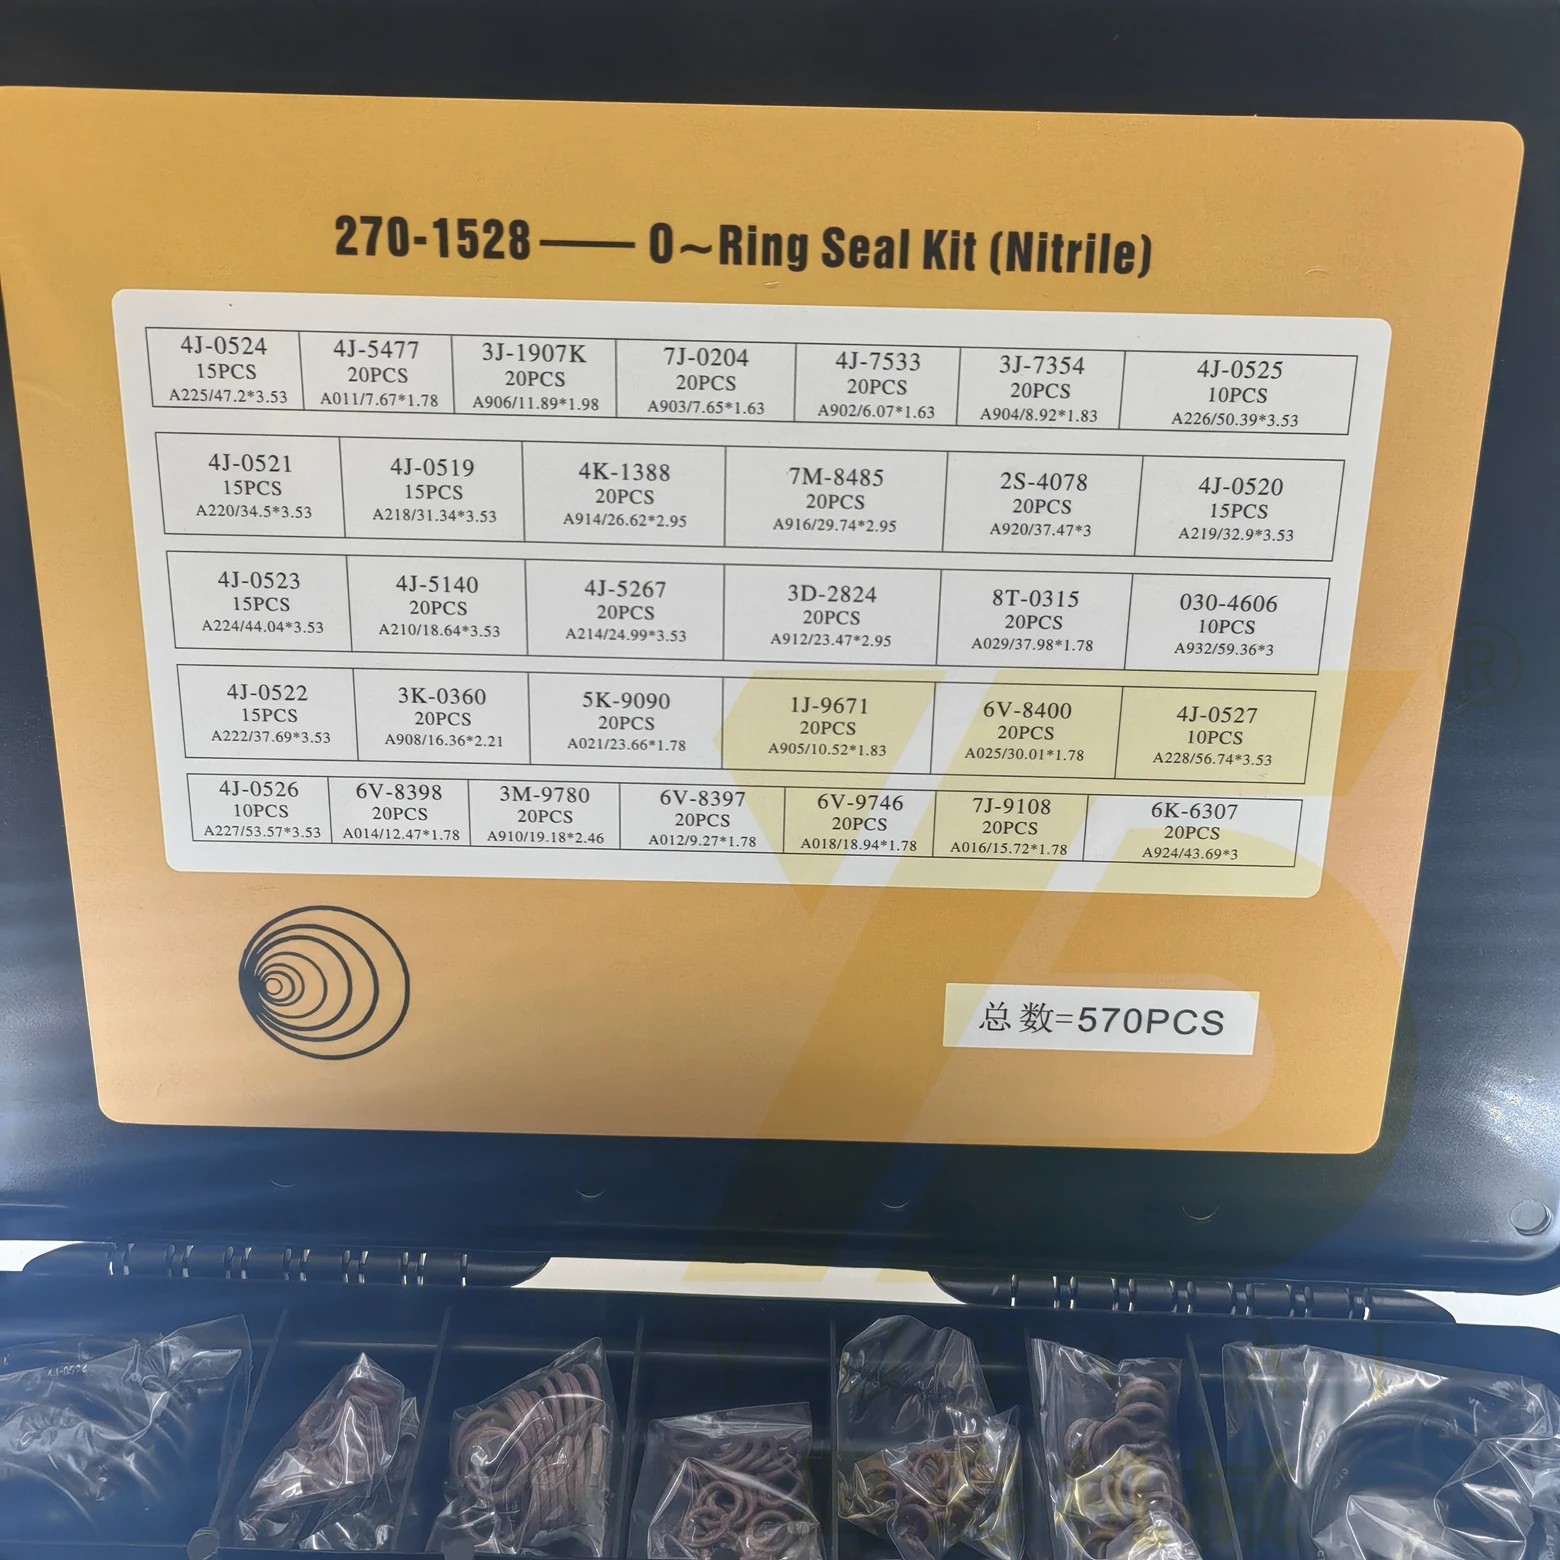 270-1528 —— O~Ring Seal Kit (Nitrile)
4J-0524 4J-5477 3J-1907K 7J-0204 4J-7533 3J-7354 4J-0525
15PCS 20PCS 20PCS 20PCS 20PCS 20PCS 10PCS
A225/47.2*3.53 A011/7.67*1.78 A906/11.89*1.98 A903/7.65*1.63 A902/6.07*1.63 A904/8.92*1.83 A226/50.39*3.53
4J-0521 4J-0519 4K-1388 7M-8485 2S-4078 4J-0520
15PCS 15PCS 20PCS 20PCS 20PCS 15PCS
A220/34.5*3.53 A218/31.34*3.53 A914/26.62*2.95 A916/29.74*2.95 A920/37.47*3 A219/32.9*3.53
4J-0523 4J-5140 4J-5267 3D-2824 8T-0315 030-4606
15PCS 20PCS 20PCS 20PCS 20PCS 10PCS
A224/44.04*3.53 A210/18.64*3.53 A214/24.99*3.53 A912/23.47*2.95 A029/37.98*1.78 A932/59.36*3
4J-0522 3K-0360 5K-9090 1J-9671 6V-8400 4J-0527
15PCS 20PCS 20PCS 20PCS 20PCS 10PCS
A222/37.69*3.53 A908/16.36*2.21 A021/23.66*1.78 A905/10.52*1.83 A025/30.01*1.78 A228/56.74*3.53
4J-0526 6V-8398 3M-9780 6V-8397 6V-9746 7J-9108 6K-6307
10PCS 20PCS 20PCS 20PCS 20PCS 20PCS 20PCS
A227/53.57*3.53 A014/12.47*1.78 A910/19.18*2.46 A012/9.27*1.78 A018/18.94*1.78 A016/15.72*1.78 A924/43.69*3
®
总数=570PCS